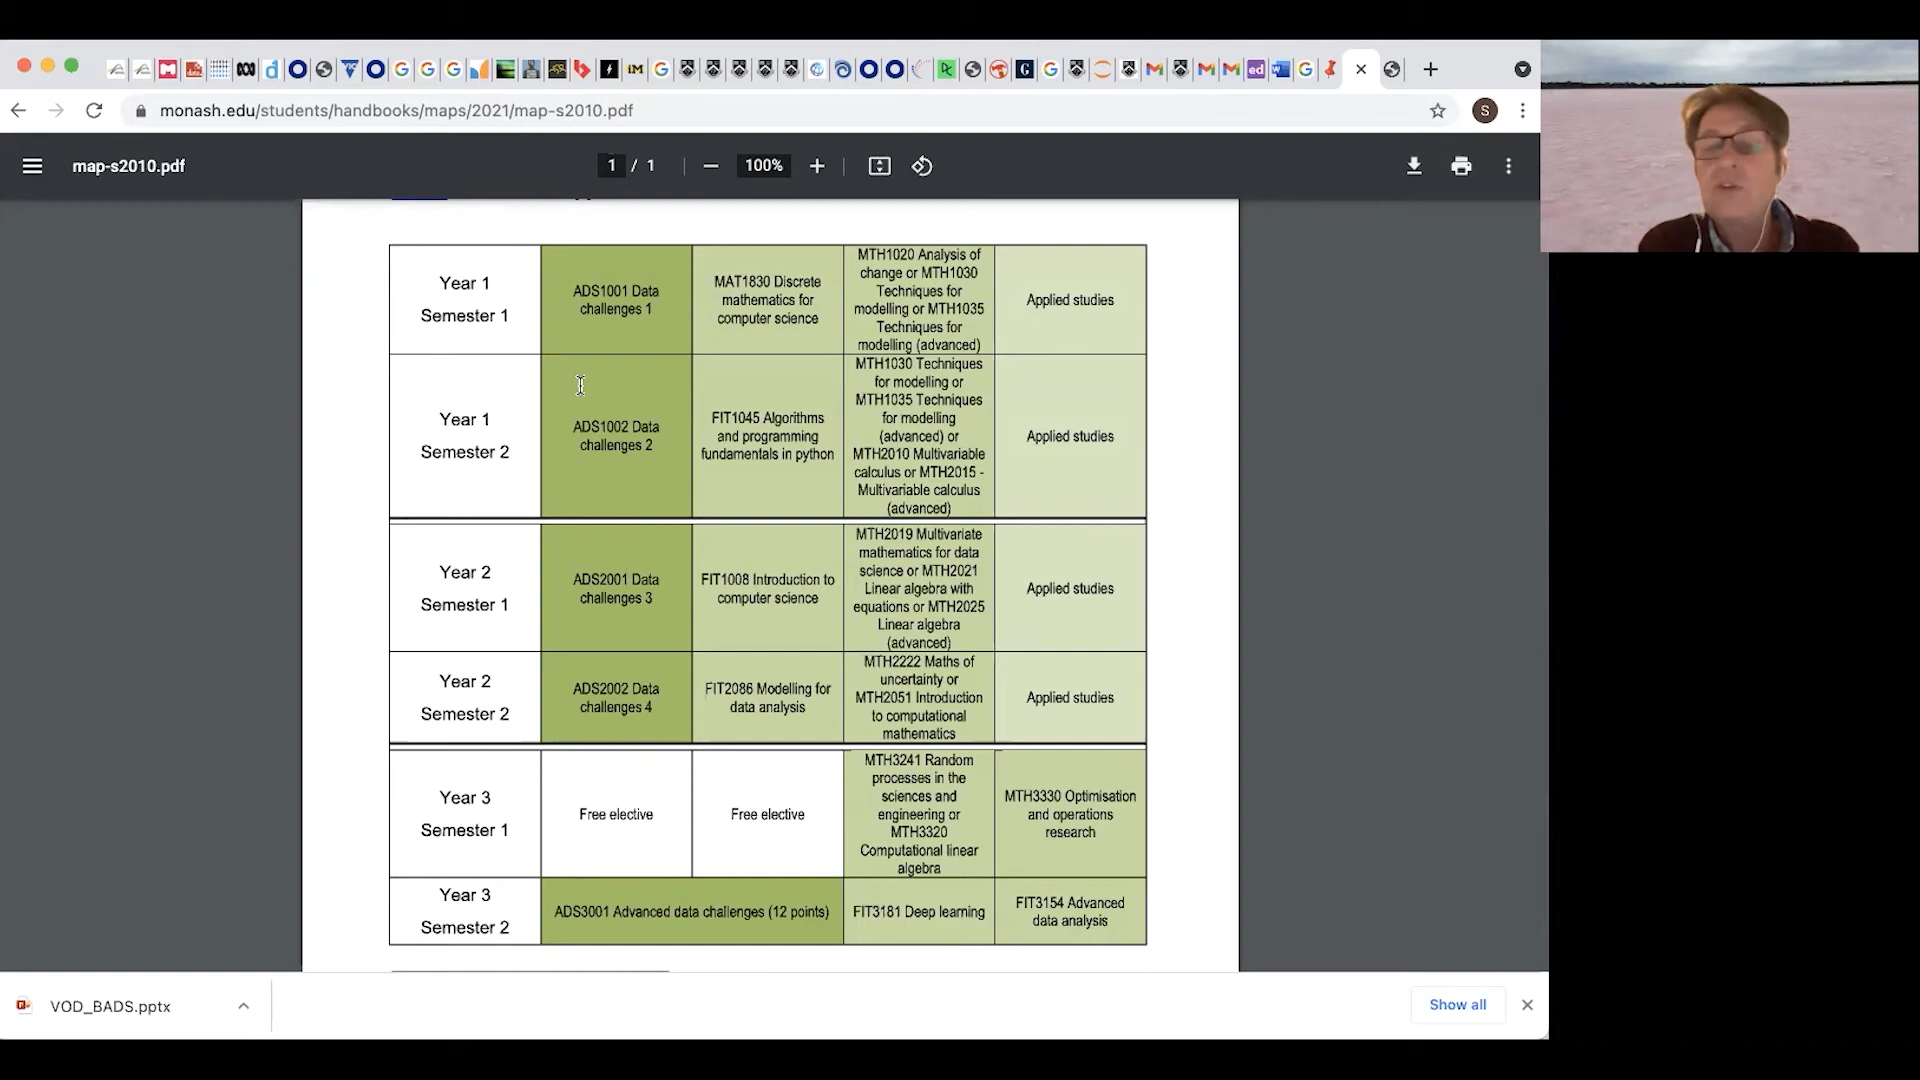 monash.edu/students/handbooks/maps/2021/map-s2010.pdf
S
map-s2010.pdf
1 / 1
100%
Year 1
Semester 1
ADS1001 Data
challenges 1
MAT1830 Discrete
mathematics for
computer science
MTH1020 Analysis of
change or MTH1030
Techniques for
modelling or MTH1035
Techniques for
modelling (advanced)
Applied studies
Year 1
Semester 2
ADS1002 Data
challenges 2
FIT1045 Algorithms
and programming
fundamentals in python
MTH1030 Techniques
for modelling or
MTH1035 Techniques
for modelling
(advanced) or
MTH2010 Multivariable
calculus or MTH2015 -
Multivariable calculus
(advanced)
Applied studies
Year 2
Semester 1
ADS2001 Data
challenges 3
FIT1008 Introduction to
computer science
MTH2019 Multivariate
mathematics for data
science or MTH2021
Linear algebra with
equations or MTH2025
Linear algebra
(advanced)
Applied studies
Year 2
Semester 2
ADS2002 Data
challenges 4
FIT2086 Modelling for
data analysis
MTH2222 Maths of
uncertainty or
MTH2051 Introduction
to computational
mathematics
Applied studies
Year 3
Semester 1
Free elective
Free elective
MTH3241 Random
processes in the
sciences and
engineering or
MTH3320
Computational linear
algebra
MTH3330 Optimisation
and operations
research
Year 3
Semester 2
ADS3001 Advanced data challenges (12 points)
FIT3181 Deep learning
FIT3154 Advanced
data analysis
VOD_BADS.pptx
Show all